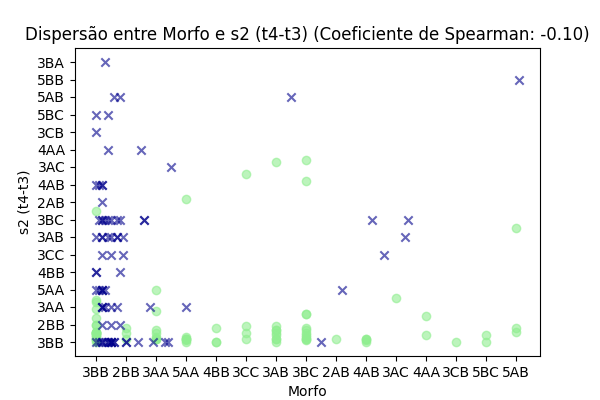 Dispersão entre Morfo e s2 (t4-t3) (Coeficiente de Spearman: -0.10)
3BA
5BB
5AB
5BC
3CB
4AA
3AC
4AB
2AB
3BC
3AB
3CC
4BB
5AA
3AA
2BB
3BB
s2 (t4-t3)
3BB 2BB 3AA 5AA 4BB 3CC 3AB 3BC 2AB 4AB 3AC 4AA 3CB 5BC 5AB
Morfo